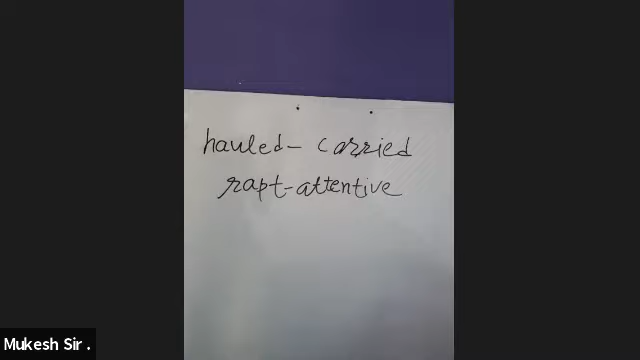 hauled- carried
rapt-attentive
Mukesh Sir .